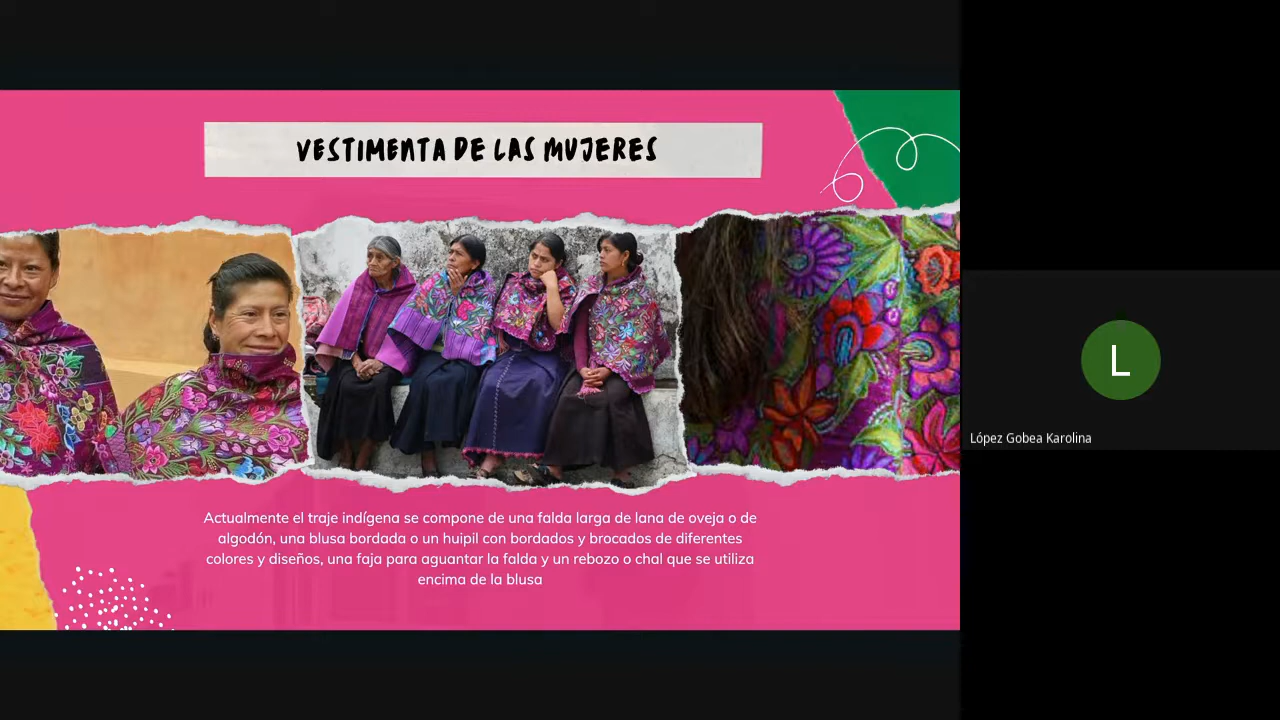 VESTIMENTA DE LAS MUJERES
Actualmente el traje indígena se compone de una falda larga de lana de oveja o de
algodón, una blusa bordada o un huipil con bordados y brocados de diferentes
colores y diseños, una faja para aguantar la falda y un rebozo o chal que se utiliza
encima de la blusa
L
López Gobea Karolina